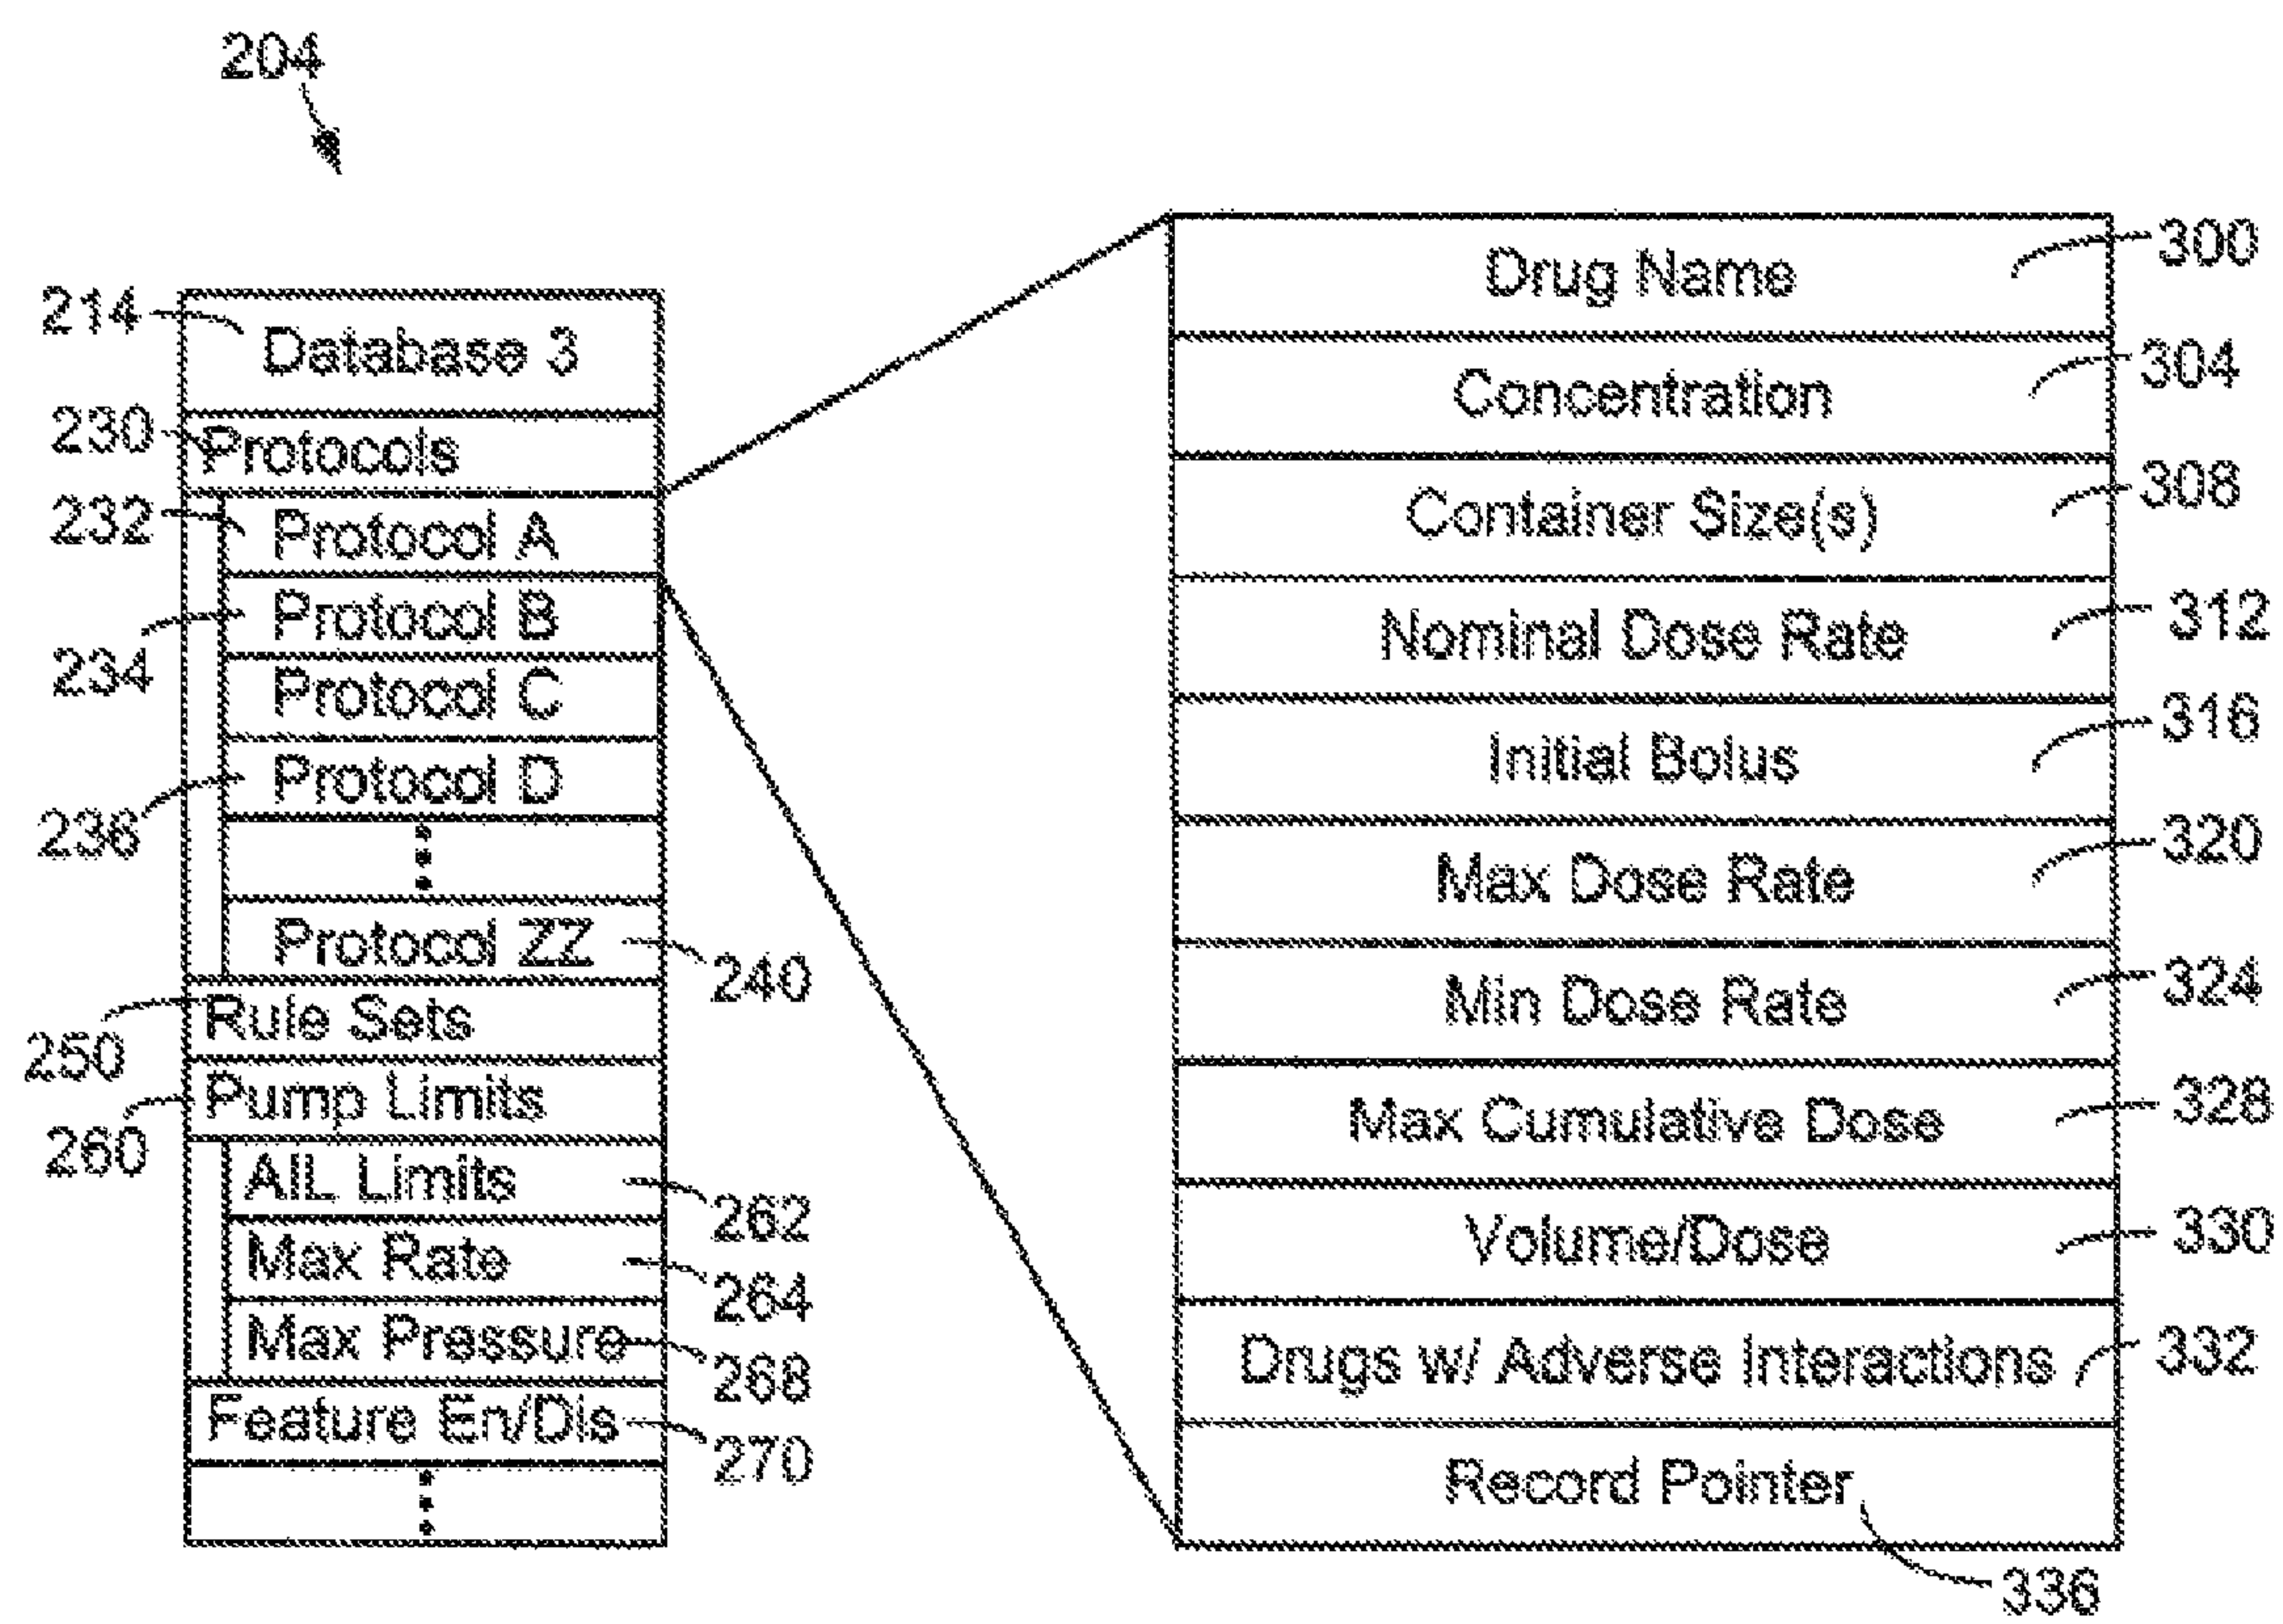 204
214
Database 3
230
Protocols
232
Protocol A
Protocol B
234
Protocol C
Protocol D
236
Protocol ZZ
240
Rule Sets
250
Pump Limits
260
AIL Limits
262
Max Rate
264
Max Pressure
268
Feature En/Dis
270
Drug Name
300
Concentration
304
Container Size(s)
308
Nominal Dose Rate
312
Initial Bolus
316
Max Dose Rate
320
Min Dose Rate
324
Max Cumulative Dose
328
Volume/Dose
330
Drugs w/ Adverse Interactions
332
Record Pointer
336